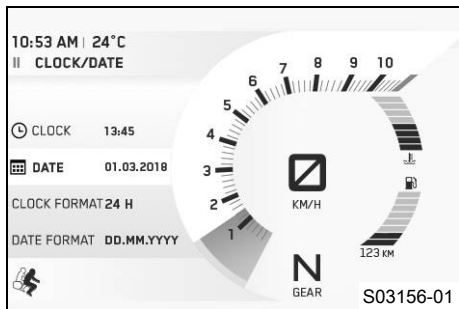 10:53 AM | 24°C
II CLOCK/DATE
CLOCK 13:45
DATE 01.03.2018
CLOCK FORMAT 24 H
DATE FORMAT DD.MM.YYYY
1
2
3
4
5
6
7
8
9
10
0
KM/H
N
GEAR
123 KM
S03156-01